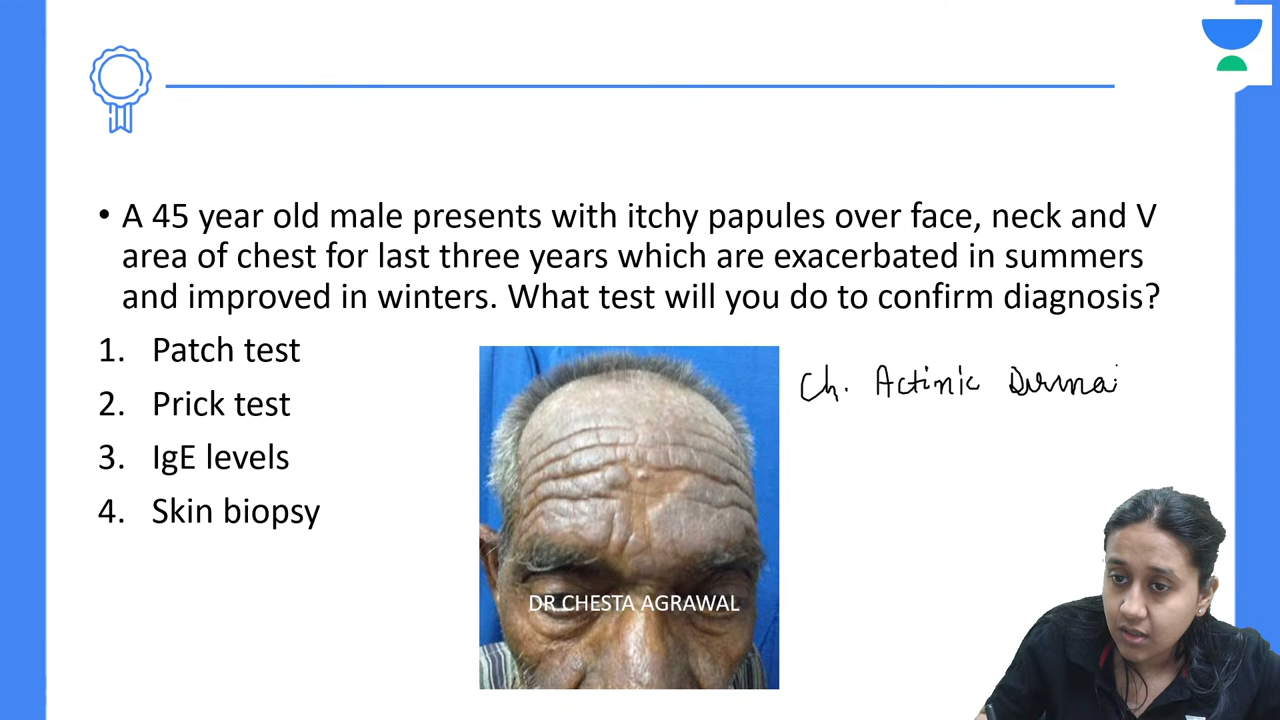 • A 45 year old male presents with itchy papules over face, neck and V
area of chest for last three years which are exacerbated in summers
and improved in winters. What test will you do to confirm diagnosis?
1. Patch test
2. Prick test
3. IgE levels
4. Skin biopsy
Ch. Actinic Derma
DR CHESTA AGRAWAL